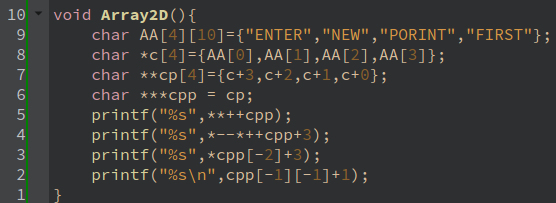 10 void Array2D(){
9 char AA[4][10]={"ENTER","NEW","PORINT","FIRST"};
8 char *c[4]={AA[0],AA[1],AA[2],AA[3]};
7 char **cp[4]={c+3,c+2,c+1,c+0};
6 char ***cpp = cp;
5 printf("%s",**++cpp);
4 printf("%s",*--*++cpp+3);
3 printf("%s",*cpp[-2]+3);
2 printf("%s\n",cpp[-1][-1]+1);
1 }